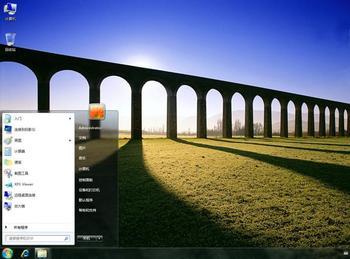 计算机
回收站
入门
连接到投影仪
便笺
计算器
便笺
截图工具
XPS Viewer
远程桌面连接
放大镜
所有程序
搜索程序和文件
Administrator
文档
图片
音乐
计算机
控制面板
设备和打印机
默认程序
帮助和支持
关机